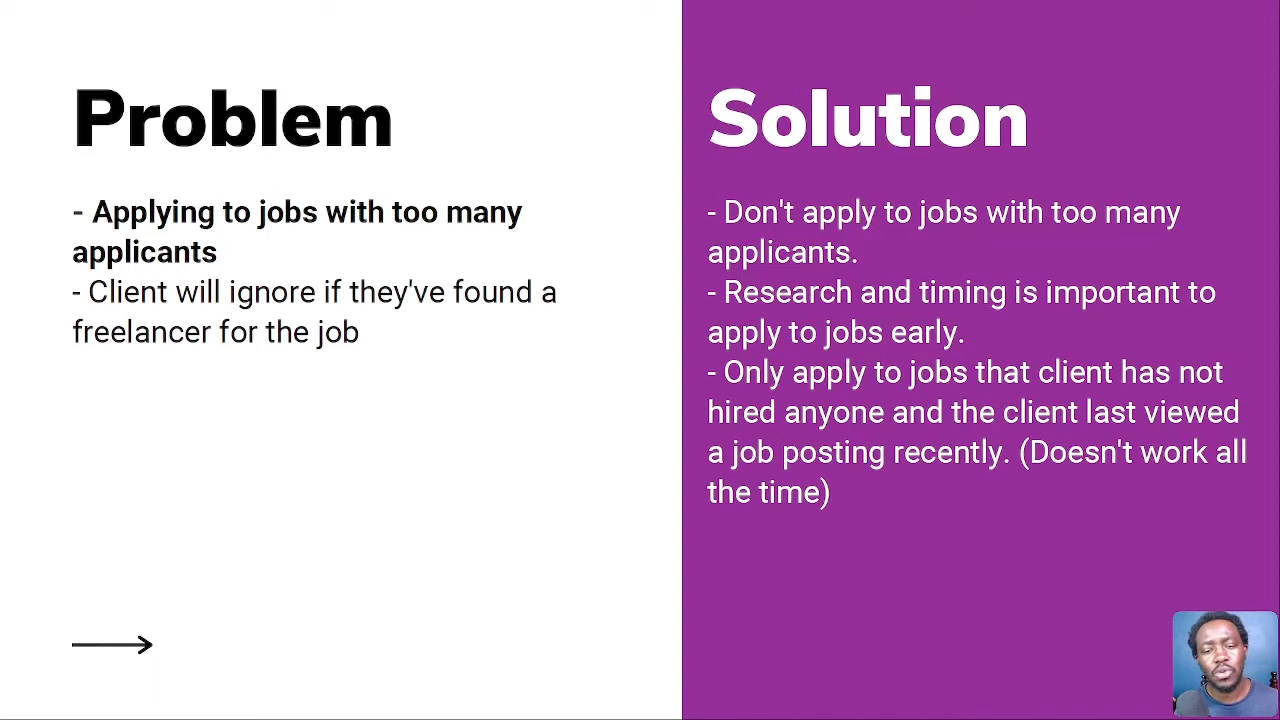 Problem
- Applying to jobs with too many
applicants
- Client will ignore if they've found a
freelancer for the job
Solution
- Don't apply to jobs with too many
applicants.
- Research and timing is important to
apply to jobs early.
- Only apply to jobs that client has not
hired anyone and the client last viewed
a job posting recently. (Doesn't work all
the time)